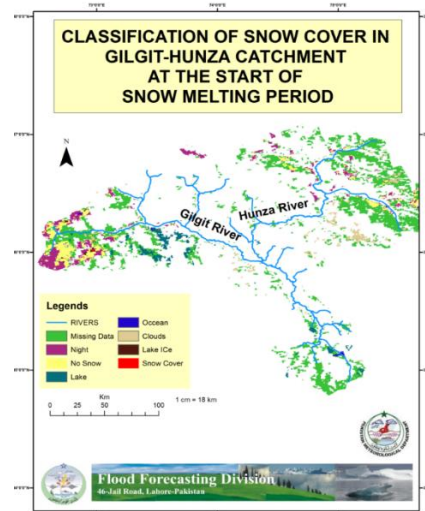 CLASSIFICATION OF SNOW COVER IN
GILGIT-HUNZA CATCHMENT
AT THE START OF
SNOW MELTING PERIOD
N
Gilgit River
Hunza River
Legends
RIVERS
Missing Data
Night
No Snow
Lake
Occean
Clouds
Lake ICe
Snow Cover
Km
0 25 50 100
1 cm = 18 km
Flood Forecasting Division
46-Jail Road, Lahore-Pakistan